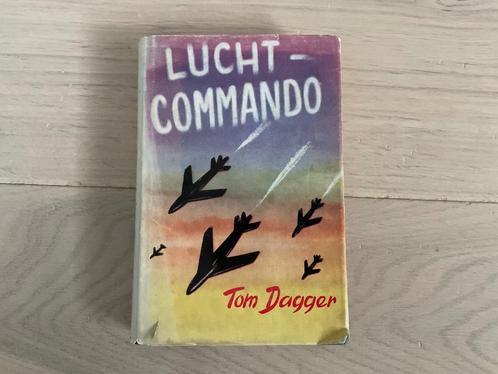 LUCHT-
COMMANDO
Tom Dagger